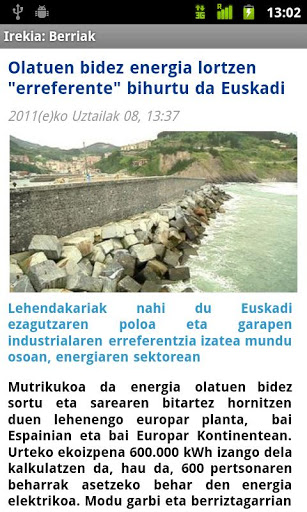 13:02
Irekia: Berriak
Olatuen bidez energia lortzen
"erreferente" bihurtu da Euskadi
2011(e)ko Uztailak 08, 13:37
Lehendakariak nahi du Euskadi
ezagutzaren poloa eta garapen
industrialaren erreferentzia izatea mundu
osoan, energiaren sektorean
Mutrikukoa da energia olatuen bidez
sortu eta sarearen bitartez hornitzen
duen lehenengo europar planta, bai
Espainian eta bai Europar Kontinentean.
Urteko ekoizpena 600.000 kWh izango dela
kalkulatzen da, hau da, 600 pertsonaren
beharrak asetzeko behar den energia
elektrikoa. Modu garbi eta berriztagarrian